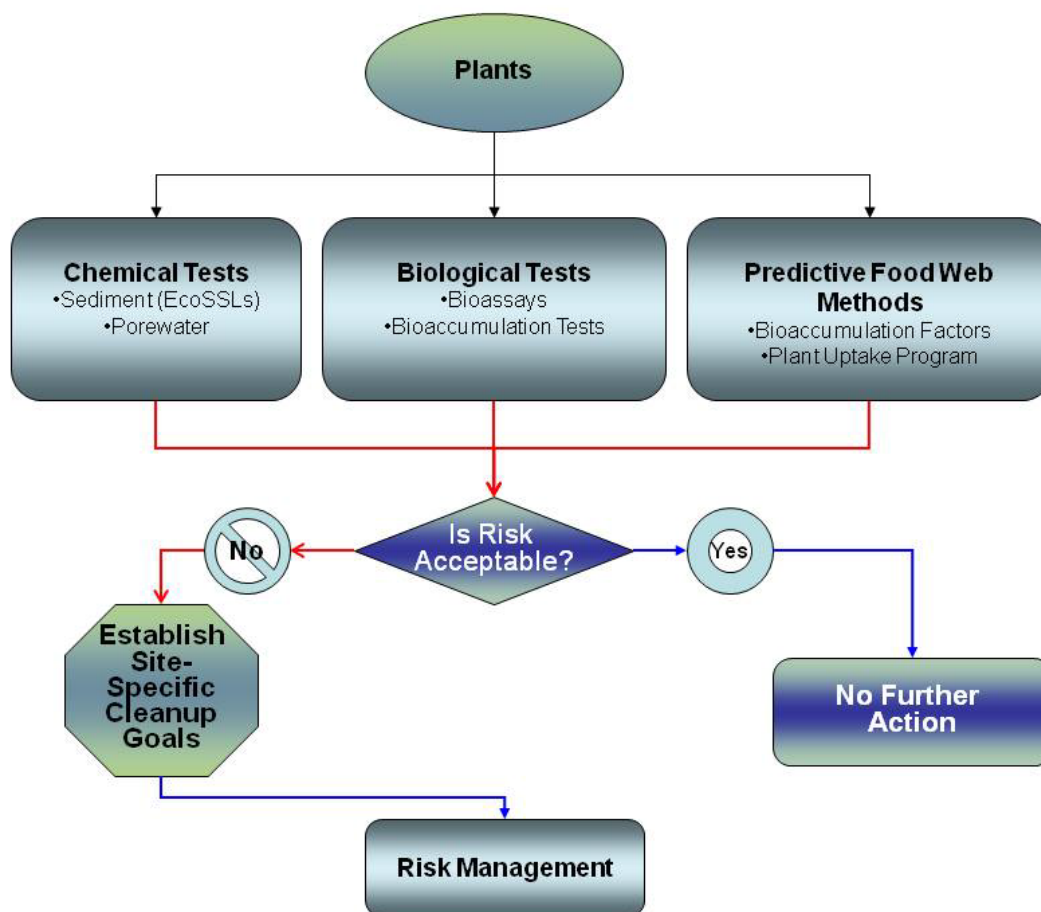 Plants
Chemical Tests
•Sediment (EcoSSLs)
•Porewater
Biological Tests
•Bioassays
•Bioaccumulation Tests
Predictive Food Web
Methods
•Bioaccumulation Factors
•Plant Uptake Program
Is Risk
Acceptable?
No
Yes
Establish
Site-
Specific
Cleanup
Goals
No Further
Action
Risk Management